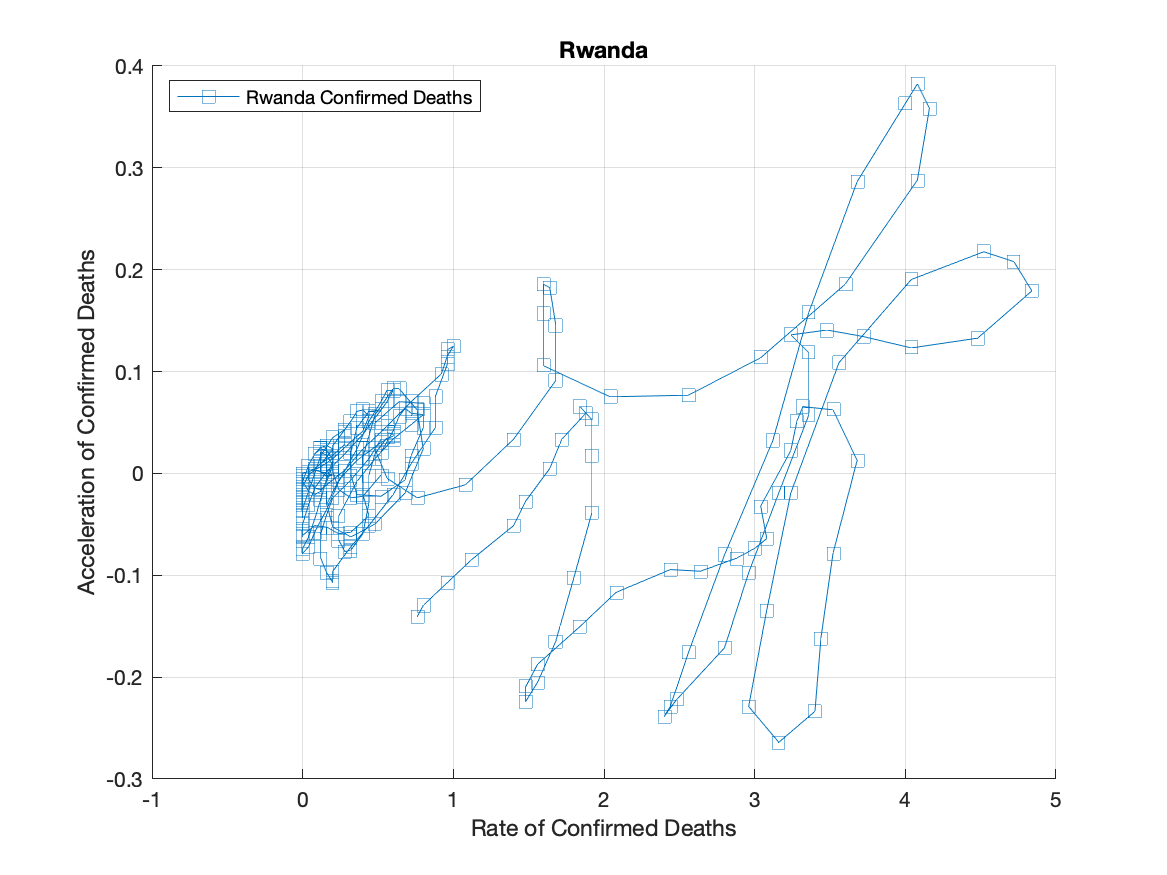 Rwanda
Rwanda Confirmed Deaths
Acceleration of Confirmed Deaths
0.4
0.3
0.2
0.1
0
-0.1
-0.2
-0.3
-1 0 1 2 3 4 5
Rate of Confirmed Deaths